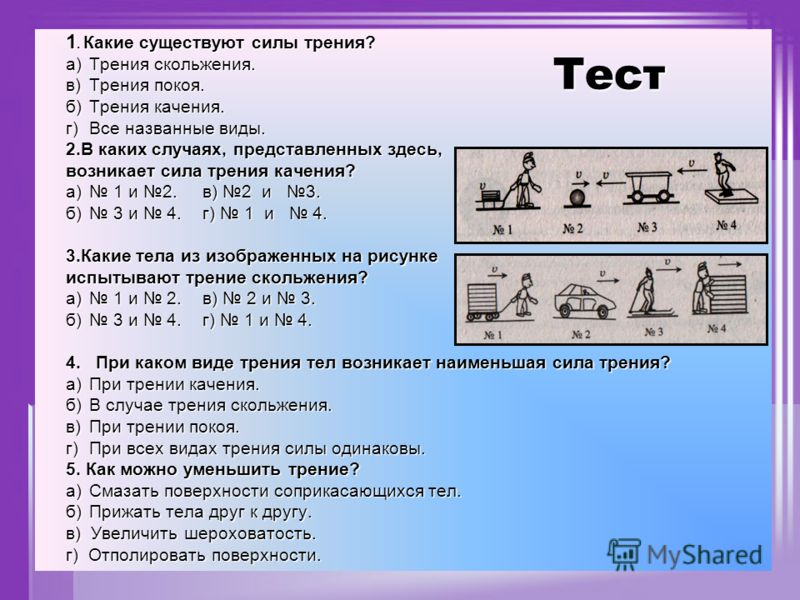 1. Какие существуют силы трения?
Тест
а) Трения скольжения.
в) Трения покоя.
б) Трения качения.
г) Все названные виды.
2.В каких случаях, представленных здесь,
возникает сила трения качения?
а) № 1 и №2. в) №2 и №3.
б) № 3 и № 4. г) № 1 и № 4.
υ υ υ υ
№ 1 № 2 № 3 № 4
3.Какие тела из изображенных на рисунке
испытывают трение скольжения?
а) № 1 и № 2. в) № 2 и № 3.
б) № 3 и № 4. г) № 1 и № 4.
№ 1 № 2 № 3 № 4
4. При каком виде трения тел возникает наименьшая сила трения?
а) При трении качения.
б) В случае трения скольжения.
в) При трении покоя.
г) При всех видах трения силы одинаковы.
5. Как можно уменьшить трение?
а) Смазать поверхности соприкасающихся тел.
б) Прижать тела друг к другу.
в) Увеличить шероховатость.
г) Отполировать поверхности.
MyShared